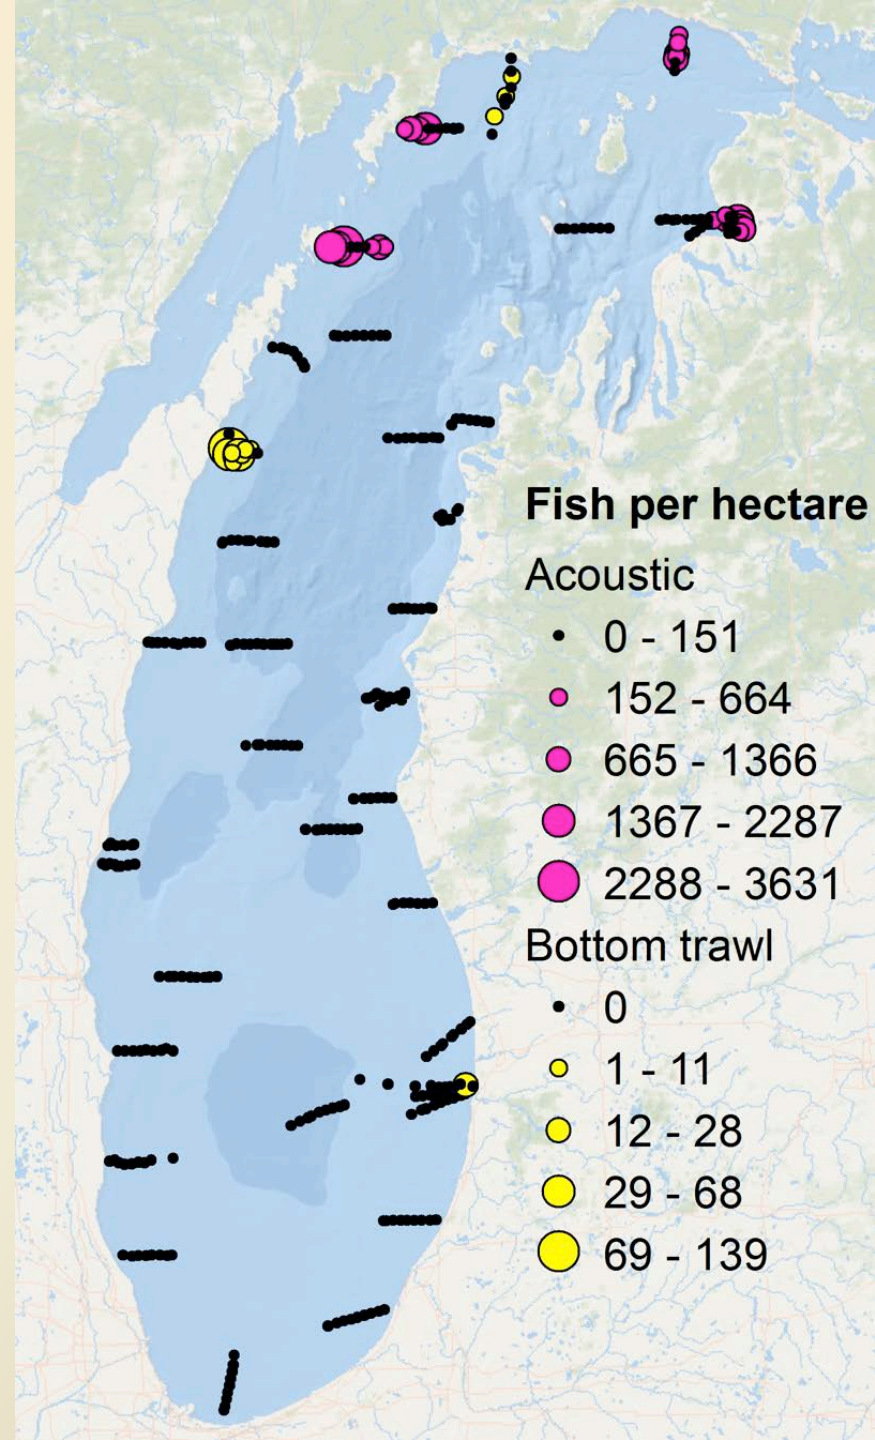 Fish per hectare
Acoustic
0 - 151
152 - 664
665 - 1366
1367 - 2287
2288 - 3631
Bottom trawl
0
1 - 11
12 - 28
29 - 68
69 - 139